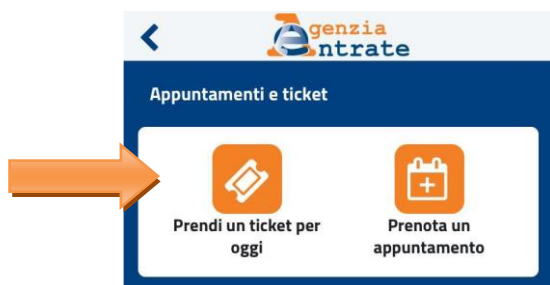 Agenzia
Entrate
Appuntamenti e ticket
Prendi un ticket per
oggi
Prenota un
appuntamento